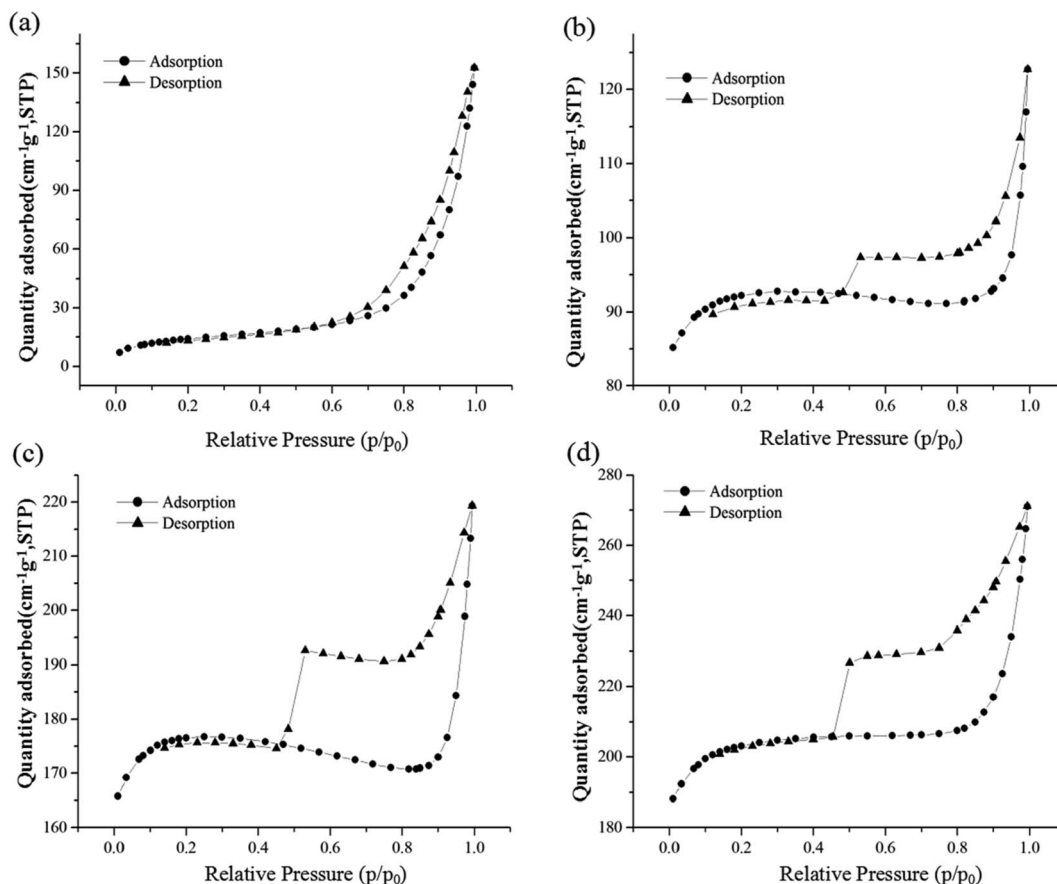 (a)
Adsorption
Desorption
Quantity adsorbed(cm⁻¹g⁻¹,STP)
150
120
90
60
30
0
0.0 0.2 0.4 0.6 0.8 1.0
Relative Pressure (p/p₀)
(b)
Adsorption
Desorption
Quantity adsorbed(cm⁻¹g⁻¹,STP)
120
110
100
90
80
0.0 0.2 0.4 0.6 0.8 1.0
Relative Pressure (p/p₀)
(c)
Adsorption
Desorption
Quantity adsorbed(cm⁻¹g⁻¹,STP)
220
210
200
190
180
170
160
0.0 0.2 0.4 0.6 0.8 1.0
Relative Pressure (p/p₀)
(d)
Adsorption
Desorption
Quantity adsorbed(cm⁻¹g⁻¹,STP)
280
260
240
220
200
180
0.0 0.2 0.4 0.6 0.8 1.0
Relative Pressure (p/p₀)